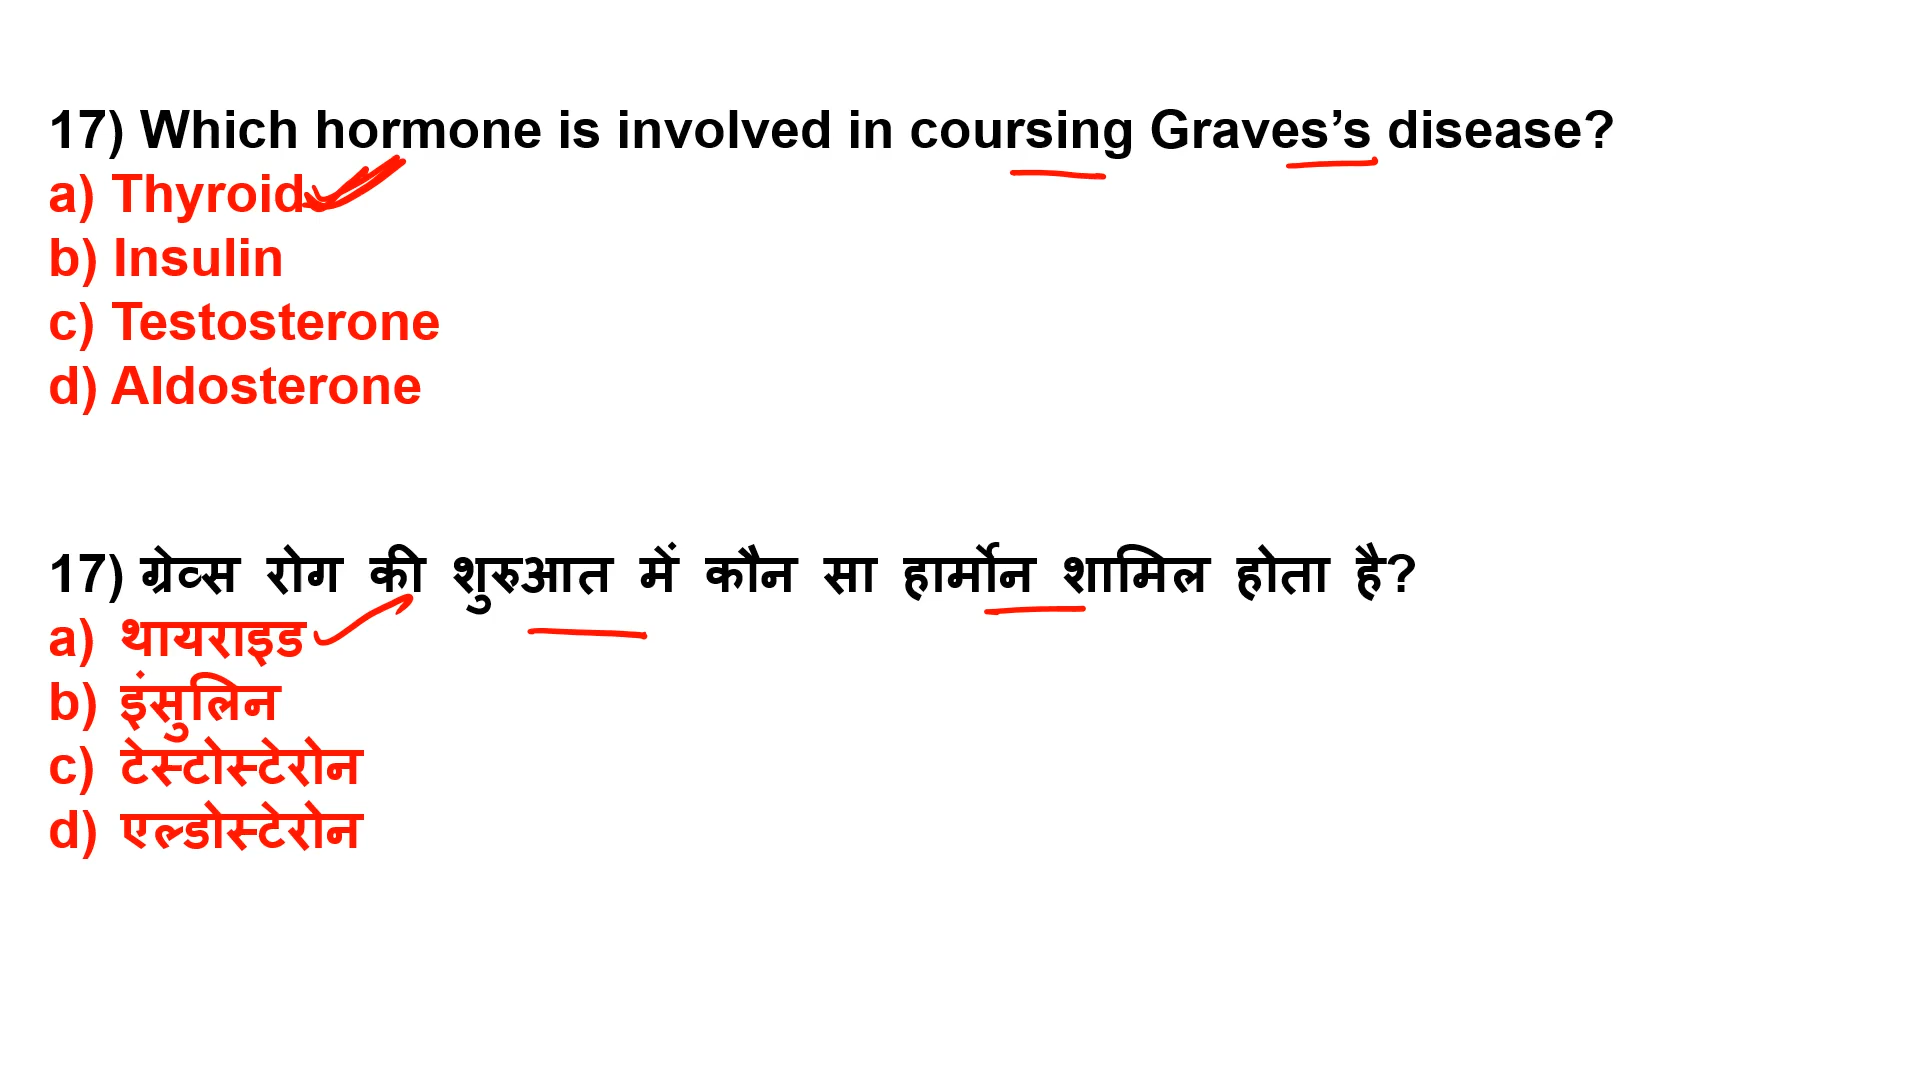 17) Which hormone is involved in coursing Graves’s disease?
a) Thyroid
b) Insulin
c) Testosterone
d) Aldosterone
17) ग्रेव्स रोग की शुरुआत में कौन सा हार्मोन शामिल होता है?
a) थायराइड
b) इंसुलिन
c) टेस्टोस्टेरोन
d) एल्डोस्टेरोन